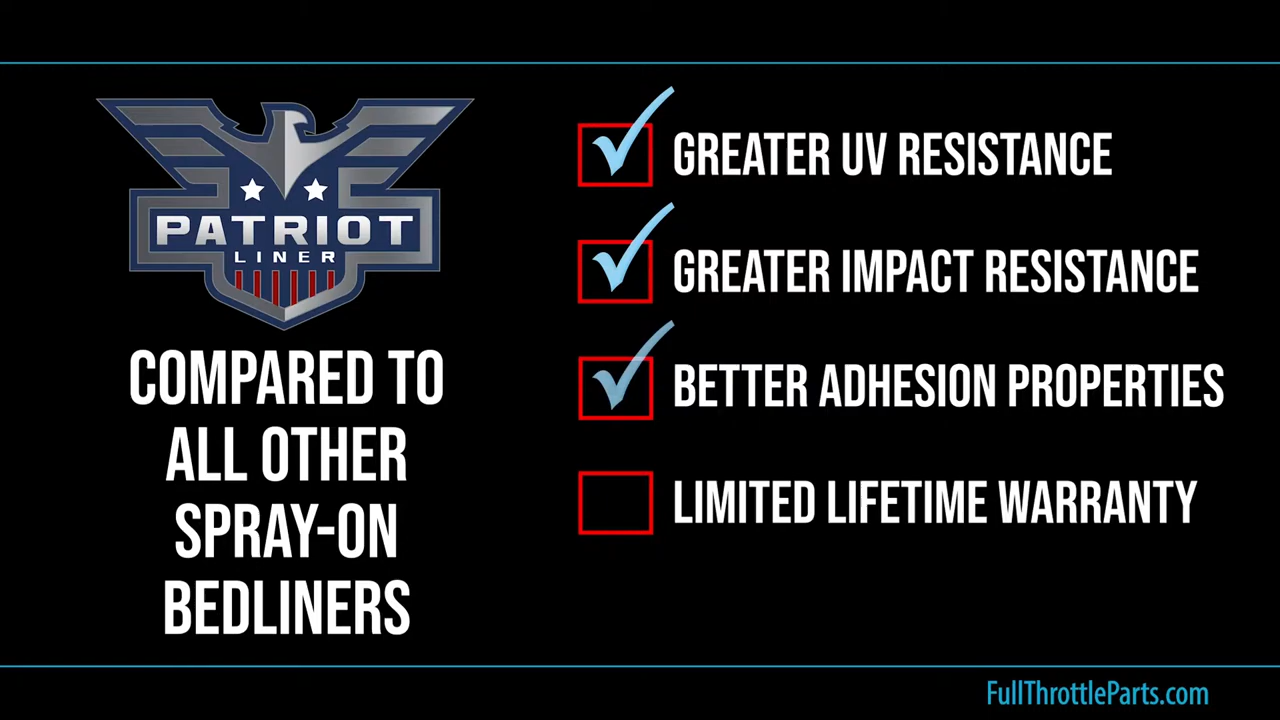 PATRIOT
LINER
COMPARED TO
ALL OTHER
SPRAY-ON
BEDLINERS
GREATER UV RESISTANCE
GREATER IMPACT RESISTANCE
BETTER ADHESION PROPERTIES
LIMITED LIFETIME WARRANTY
FullThrottleParts.com